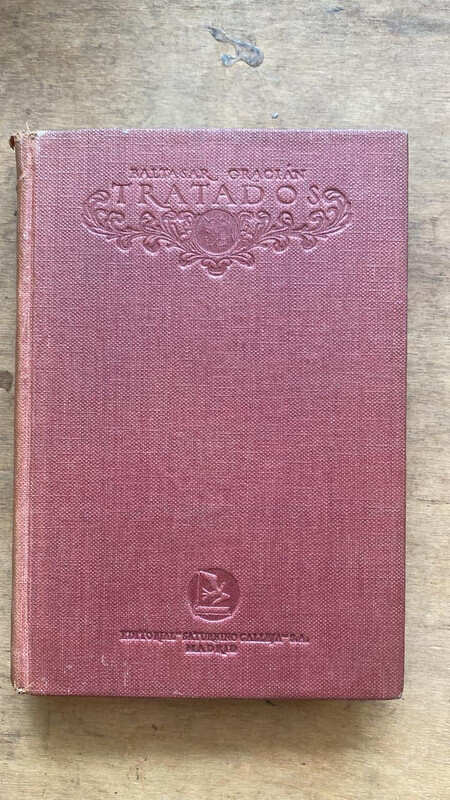 BALTASAR GRACIÁN
TRATADOS
EDITORIAL "SATURNINO CALLEJA" S.A.
MADRID